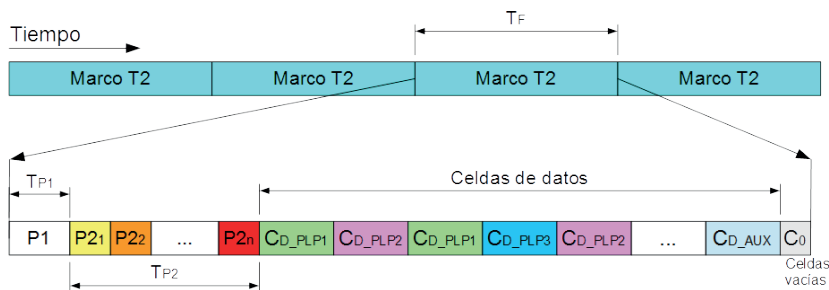 TF
Tiempo
Marco T2 Marco T2 Marco T2 Marco T2
TP1 Celdas de datos
P1 P21 P22 ... P2n CD_PLP1 CD_PLP2 CD_PLP1 CD_PLP3 CD_PLP2 ... CD_AUX C0
TP2 Celdas
vacías